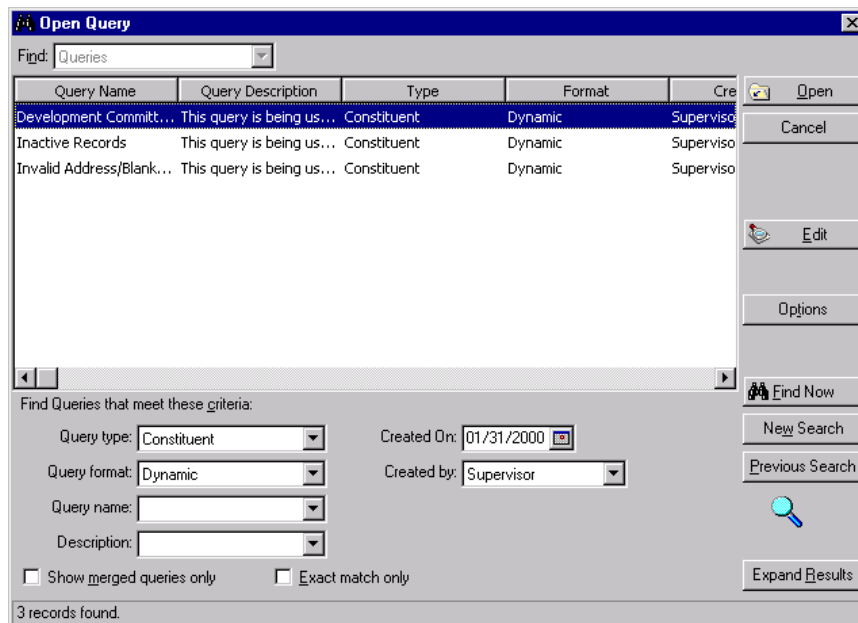 Open Query
Find: Queries
Query Name Query Description Type Format Cre
Development Committ... This query is being us... Constituent Dynamic Superviso
Inactive Records This query is being us... Constituent Dynamic Superviso
Invalid Address/Blank... This query is being us... Constituent Dynamic Superviso
Open
Cancel
Edit
Options
Find Now
New Search
Previous Search
Expand Results
Find Queries that meet these criteria:
Query type: Constituent Created On: 01/31/2000
Query format: Dynamic Created by: Supervisor
Query name:
Description:
Show merged queries only Exact match only
3 records found.